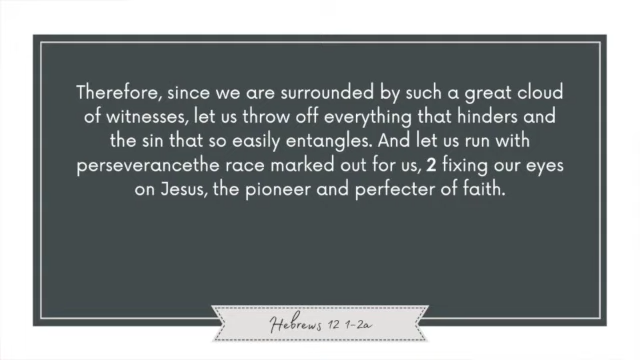 Therefore, since we are surrounded by such a great cloud
of witnesses, let us throw off everything that hinders and
the sin that so easily entangles. And let us run with
perseverancethe race marked out for us, 2 fixing our eyes
on Jesus, the pioneer and perfecter of faith.
Hebrews 12 1-2a